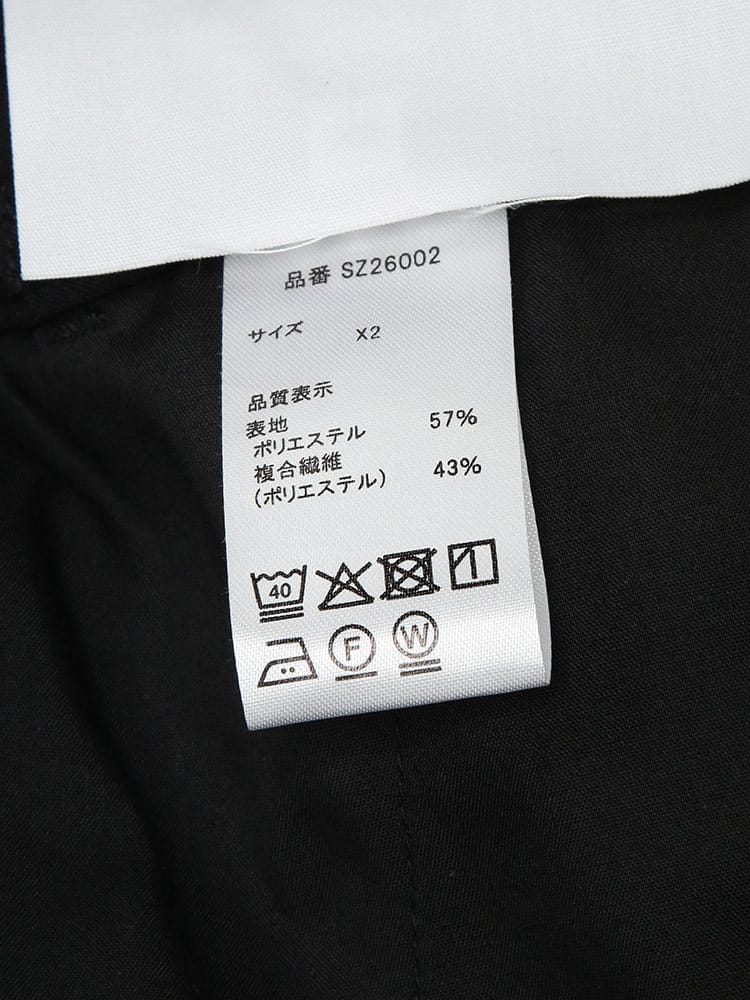 品番 SZ26002
サイズ X2
品質表示
表地
ポリエステル 57%
複合繊維 43%
(ポリエステル)
40
F W